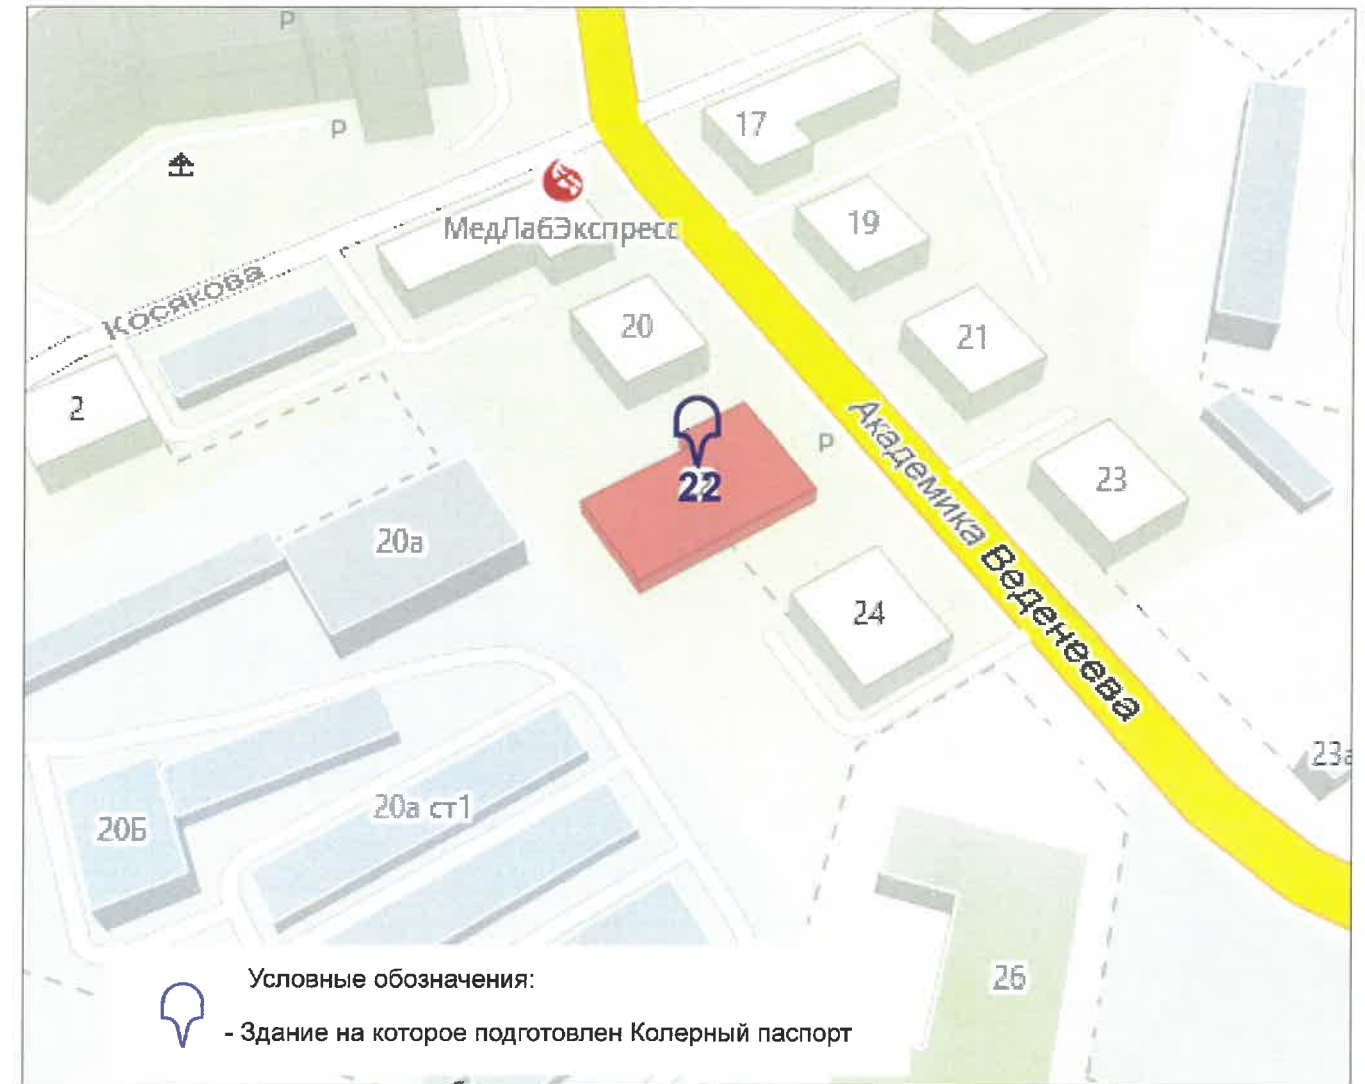 P
P
17
МедЛабЭкспресс
19
Косякова
20
21
2
Академика Веденеева
P
22
23
20а
24
23а
20Б
20а ст1
26
Условные обозначения:
- Здание на которое подготовлен Колерный паспорт